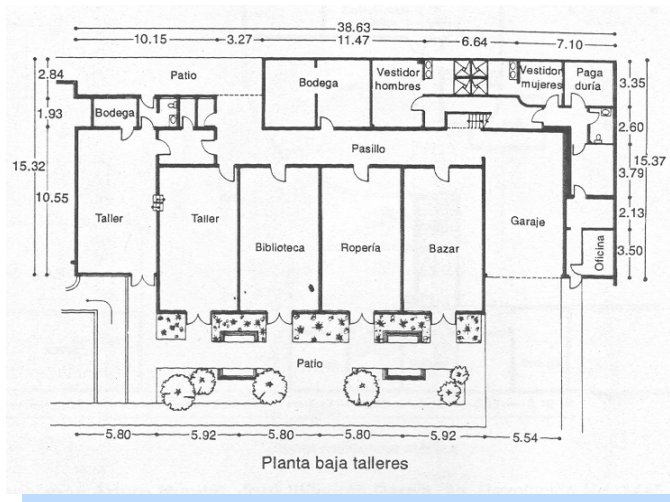 38.63
10.15 3.27 11.47 6.64 7.10
2.84
1.93
15.32
10.55
Patio
Bodega
Vestidor
hombres
Vestidor
mujeres
Paga
duría
3.35
2.60
15.37
3.79
2.13
3.50
Bodega
Pasillo
Taller
Taller
Biblioteca
Ropería
Bazar
Garaje
Oficina
Patio
5.80 5.92 5.80 5.80 5.92 5.54
Planta baja talleres